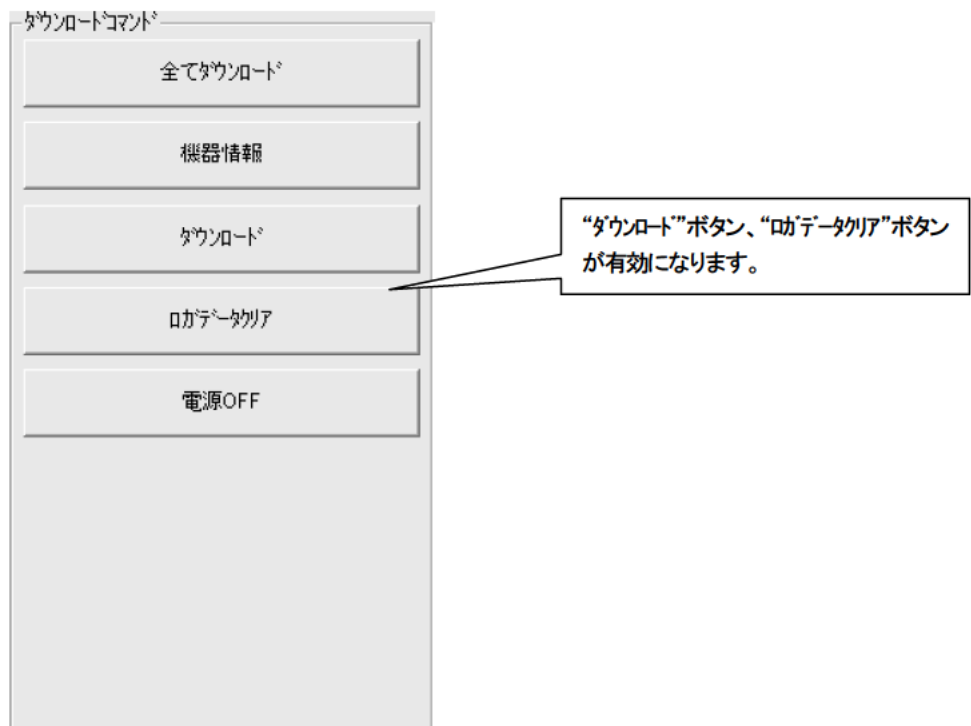 ﾀﾞｳﾝﾛｰﾄﾞｺﾏﾝﾄﾞ
全てﾀﾞｳﾝﾛｰﾄﾞ
機器情報
ﾀﾞｳﾝﾛｰﾄﾞ
ﾛｶﾞﾃﾞｰﾀｸﾘｱ
電源OFF
“ﾀﾞｳﾝﾛｰﾄﾞ”ボタン、“ﾛｶﾞﾃﾞｰﾀｸﾘｱ”ボタン
が有効になります。